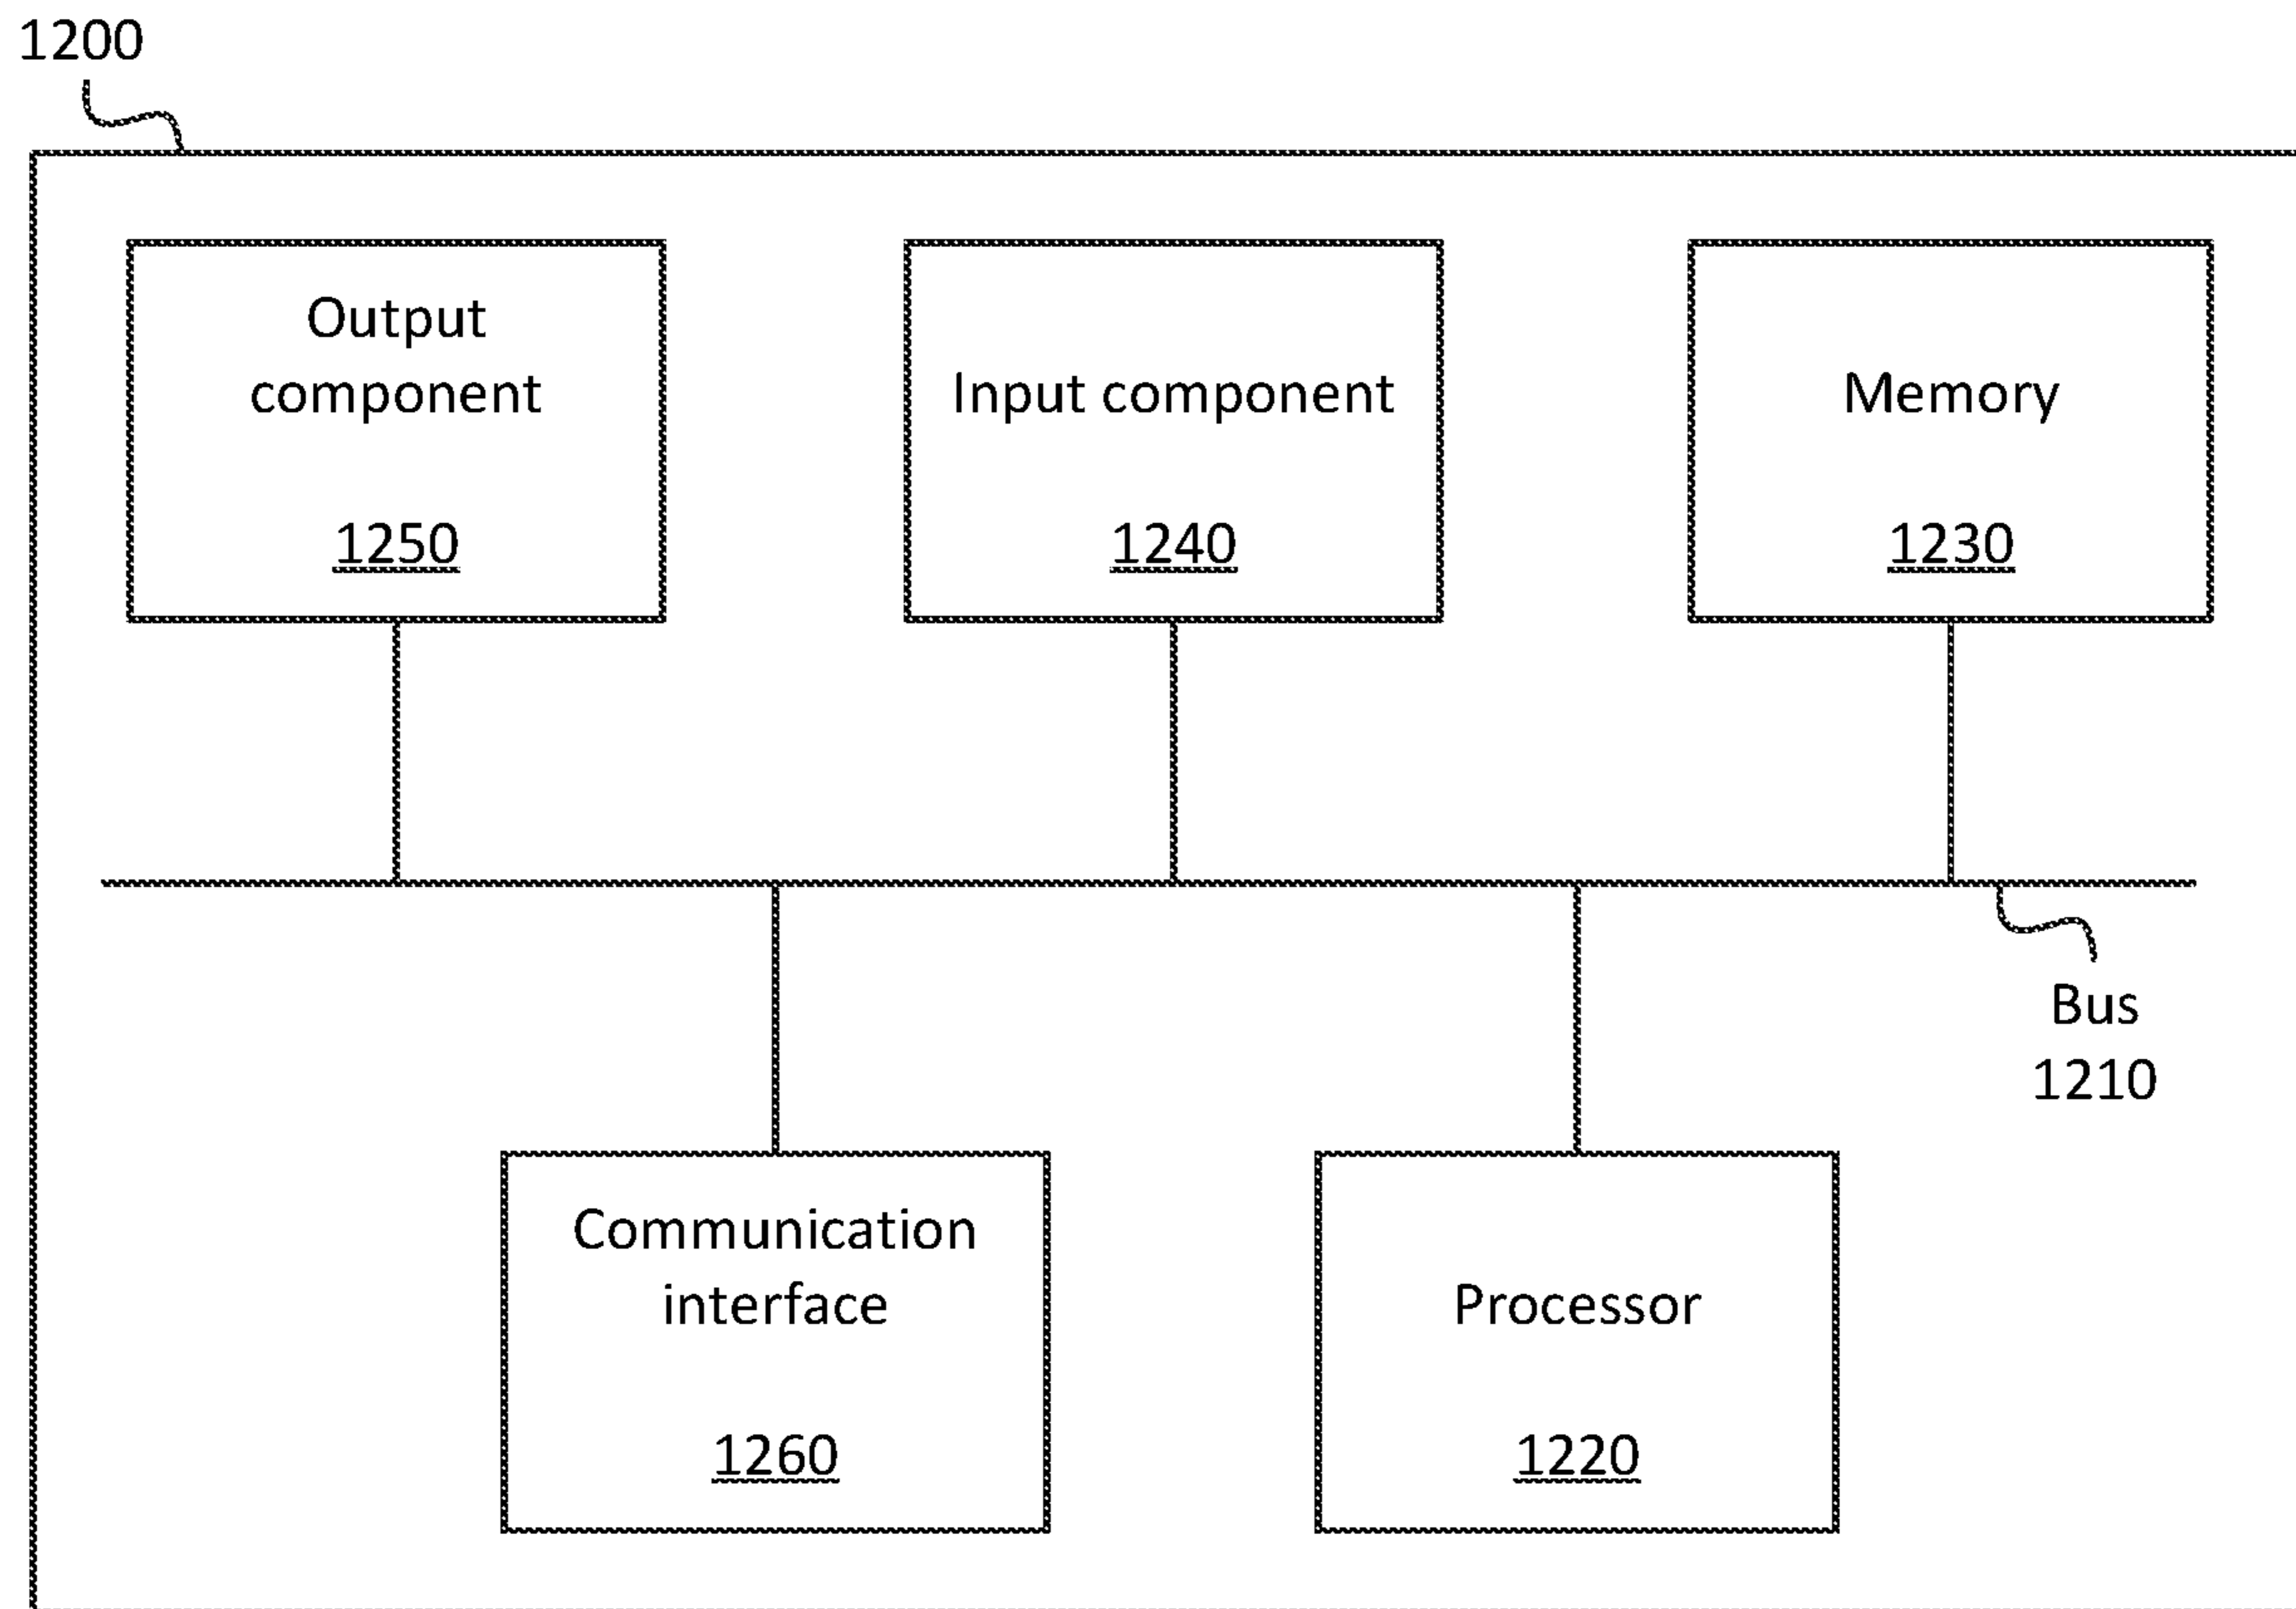 1200
Output
component
1250
Input component
1240
Memory
1230
Bus
1210
Communication
interface
1260
Processor
1220